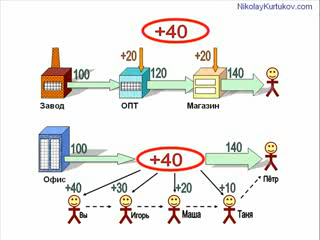 NikolayKurtukov.com
+40
+20
+20
100
120
140
Завод
ОПТ
Магазин
100
140
+40
Офис
Пётр
+40
+30
+20
+10
Вы
Игорь
Маша
Таня